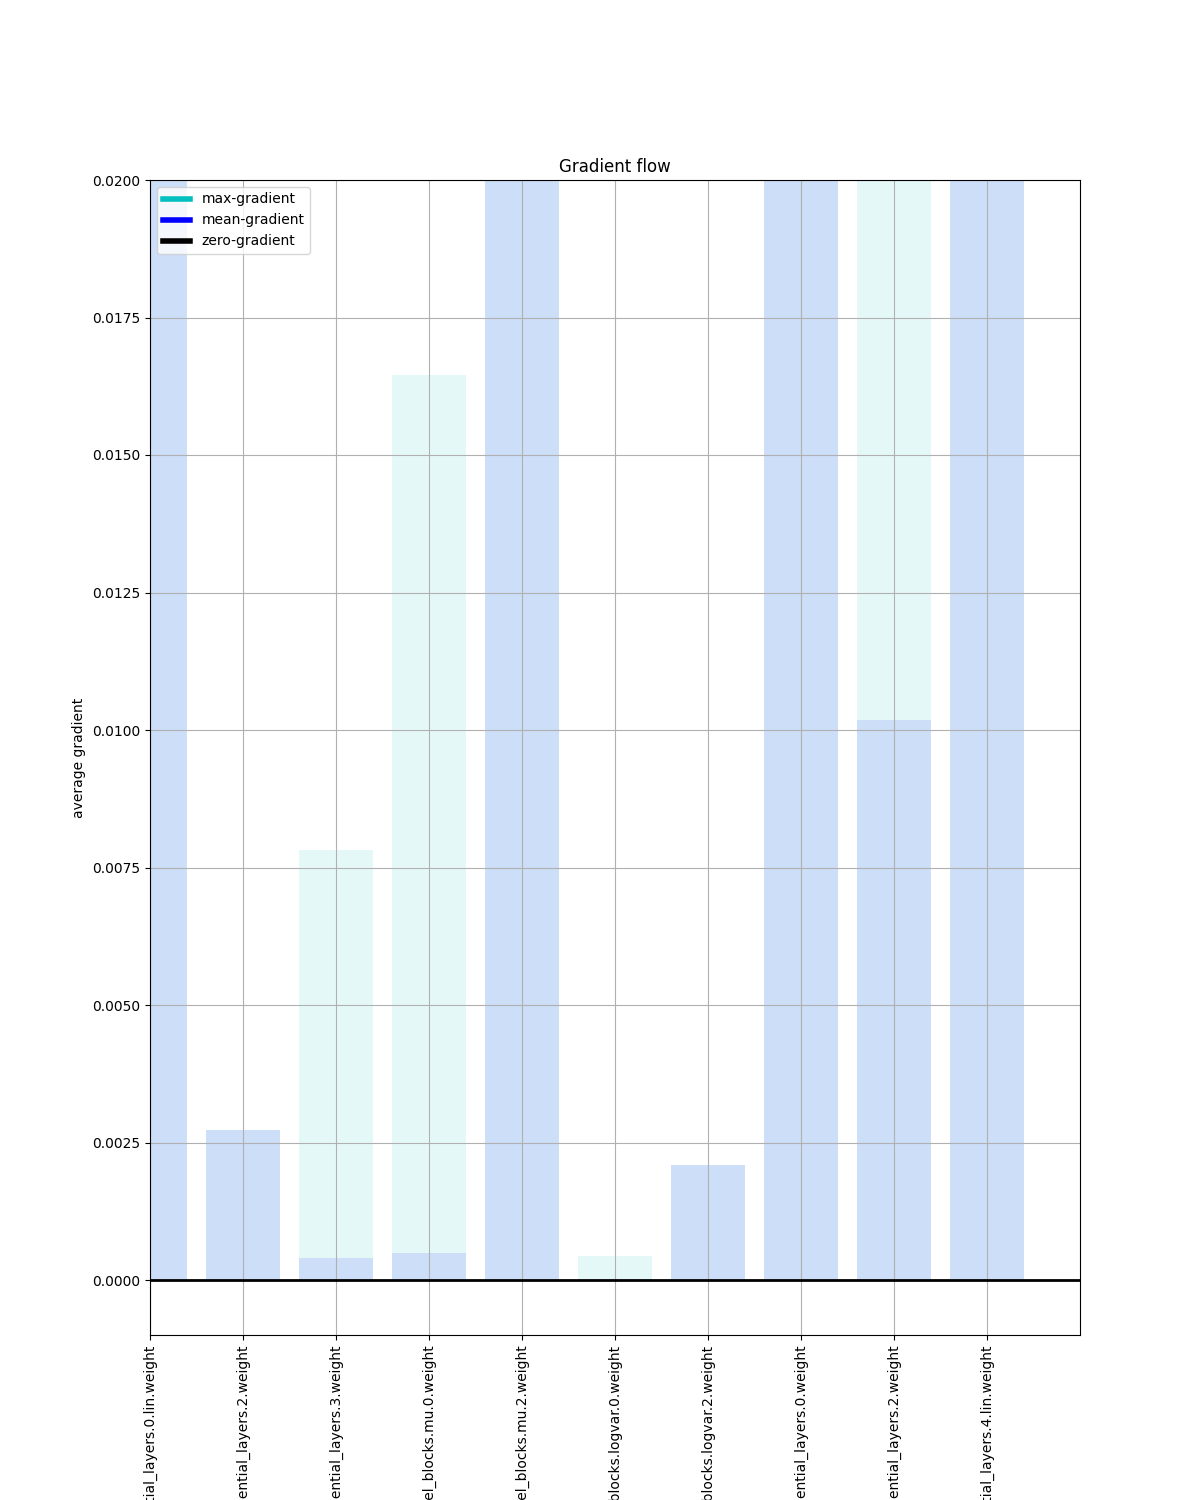 Gradient flow
max-gradient
mean-gradient
zero-gradient
average gradient
0.0200
0.0175
0.0150
0.0125
0.0100
0.0075
0.0050
0.0025
0.0000
tial_layers.0.lin.weight
ential_layers.2.weight
ential_layers.3.weight
el_blocks.mu.0.weight
el_blocks.mu.2.weight
blocks.logvar.0.weight
blocks.logvar.2.weight
ential_layers.0.weight
ential_layers.2.weight
tial_layers.4.lin.weight